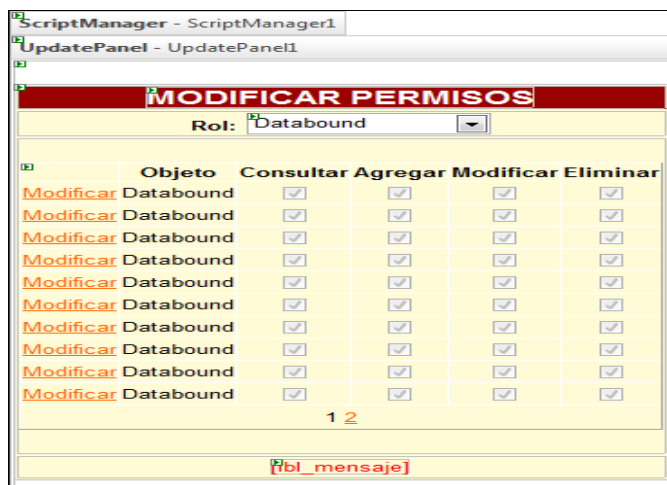 ScriptManager - ScriptManager1
UpdatePanel - UpdatePanel1
MODIFICAR PERMISOS
Rol: Databound
Objeto Consultar Agregar Modificar Eliminar
Modificar Databound
Modificar Databound
Modificar Databound
Modificar Databound
Modificar Databound
Modificar Databound
Modificar Databound
Modificar Databound
Modificar Databound
Modificar Databound
1 2
[lbl_mensaje]